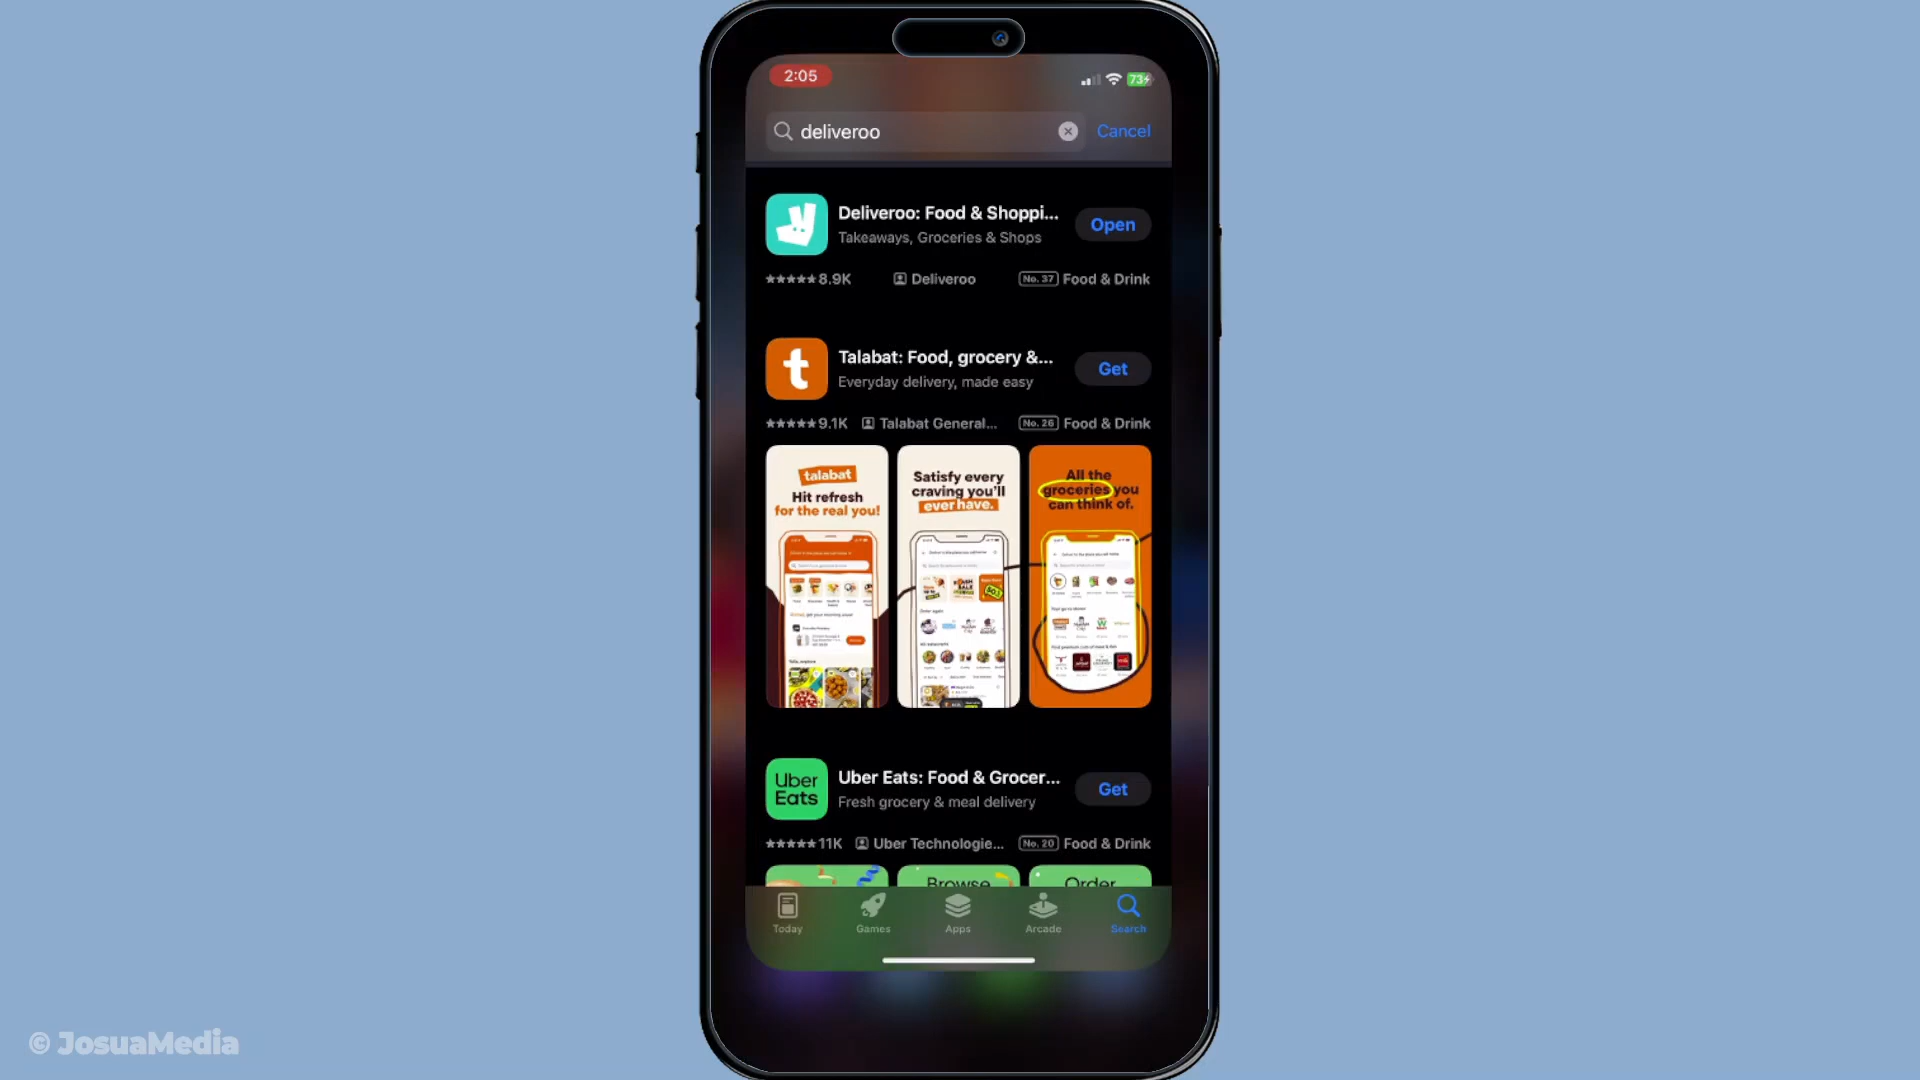 2:05
73
deliveroo
Cancel
Deliveroo: Food & Shoppi...
Takeaways, Groceries & Shops
Open
8.9K
Deliveroo
No. 37 Food & Drink
Talabat: Food, grocery &...
Everyday delivery, made easy
Get
9.1K
Talabat General...
No. 26 Food & Drink
talabat
Hit refresh
for the real you!
Satisfy every
craving you'll
ever have.
All the
groceries you
can think of.
Uber
Eats
Uber Eats: Food & Grocer...
Fresh grocery & meal delivery
Get
11K
Uber Technologie...
No. 20 Food & Drink
Browse
Order
Today
Games
Apps
Arcade
Search
© JosuaMedia